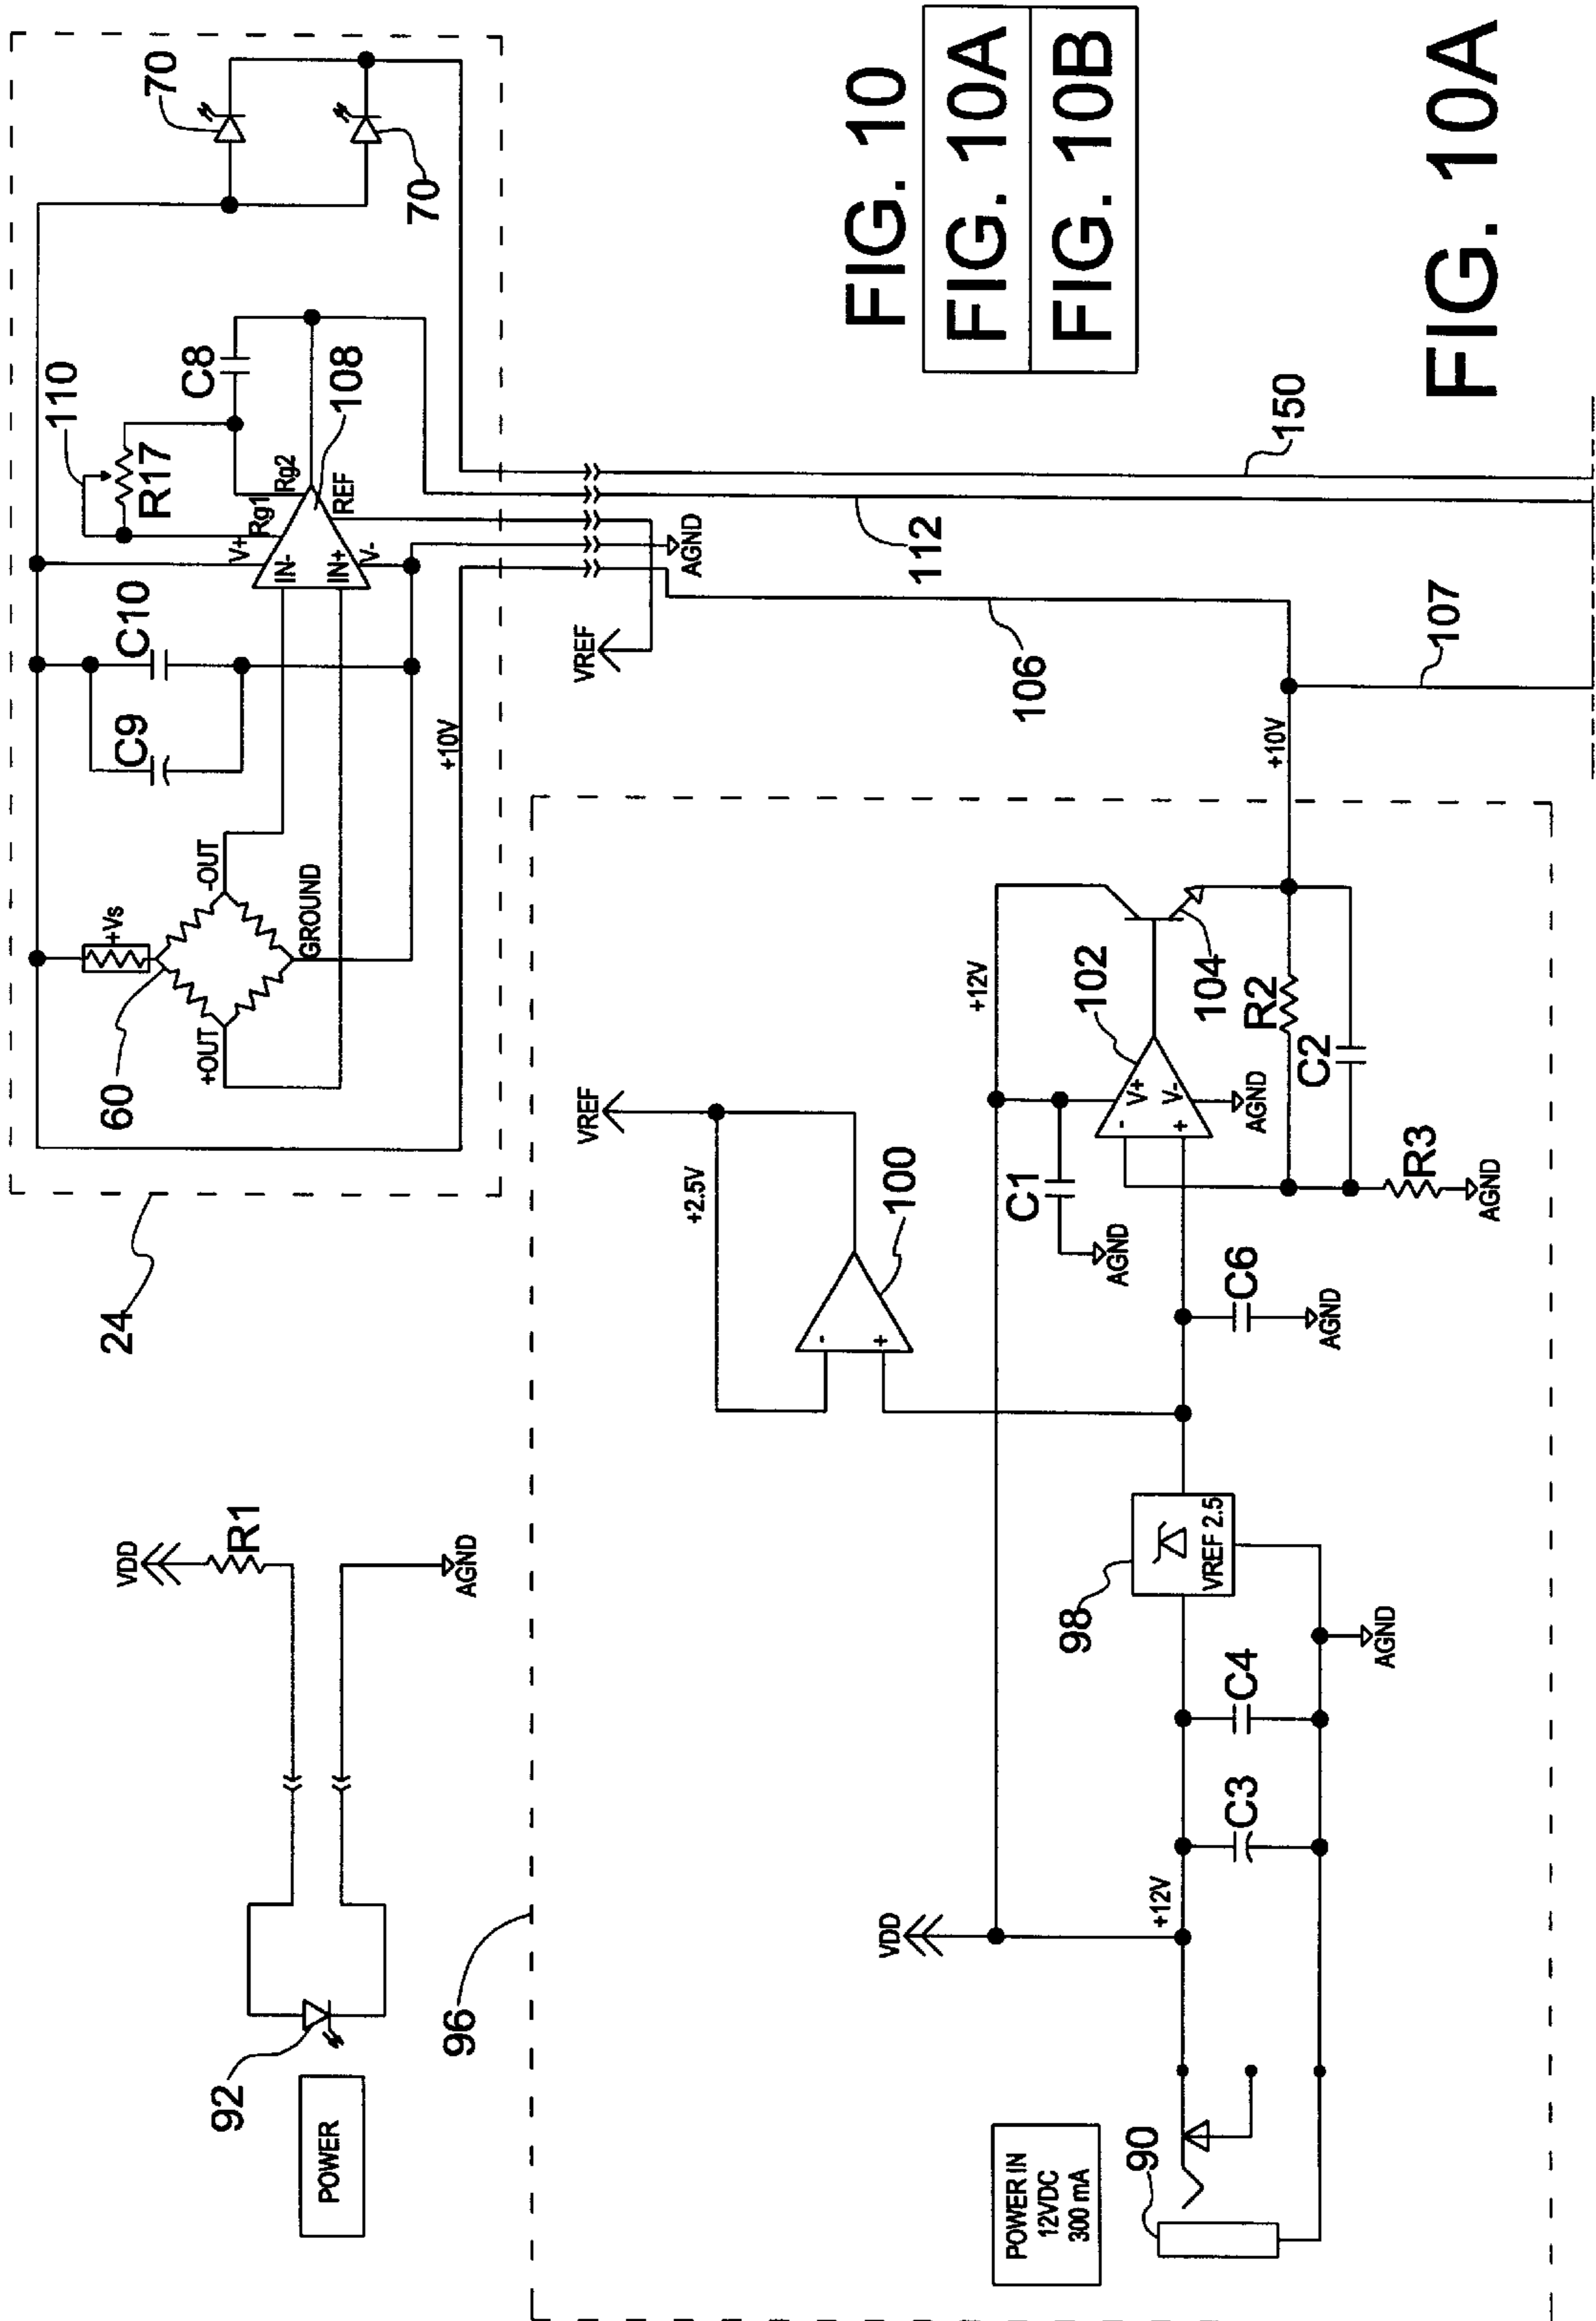 70
70
110
C8
R17
Rg1
Rg2
108
REF
V+
IN-
IN+
V-
C10
C9
+10V
+Vs
-OUT
GROUND
60
+OUT
24
VREF
AGND
112
150
106
107
+10V
FIG. 10
FIG. 10A
FIG. 10B
FIG. 10A
VDD
R1
AGND
92
POWER
96
VREF
+2.5V
100
-
+
+12V
102
104
V+
V-
-
+
AGND
R2
C2
R3
AGND
C1
AGND
C6
AGND
98
VREF 2.5
C4
C3
AGND
VDD
+12V
POWER IN
12VDC
300 mA
90